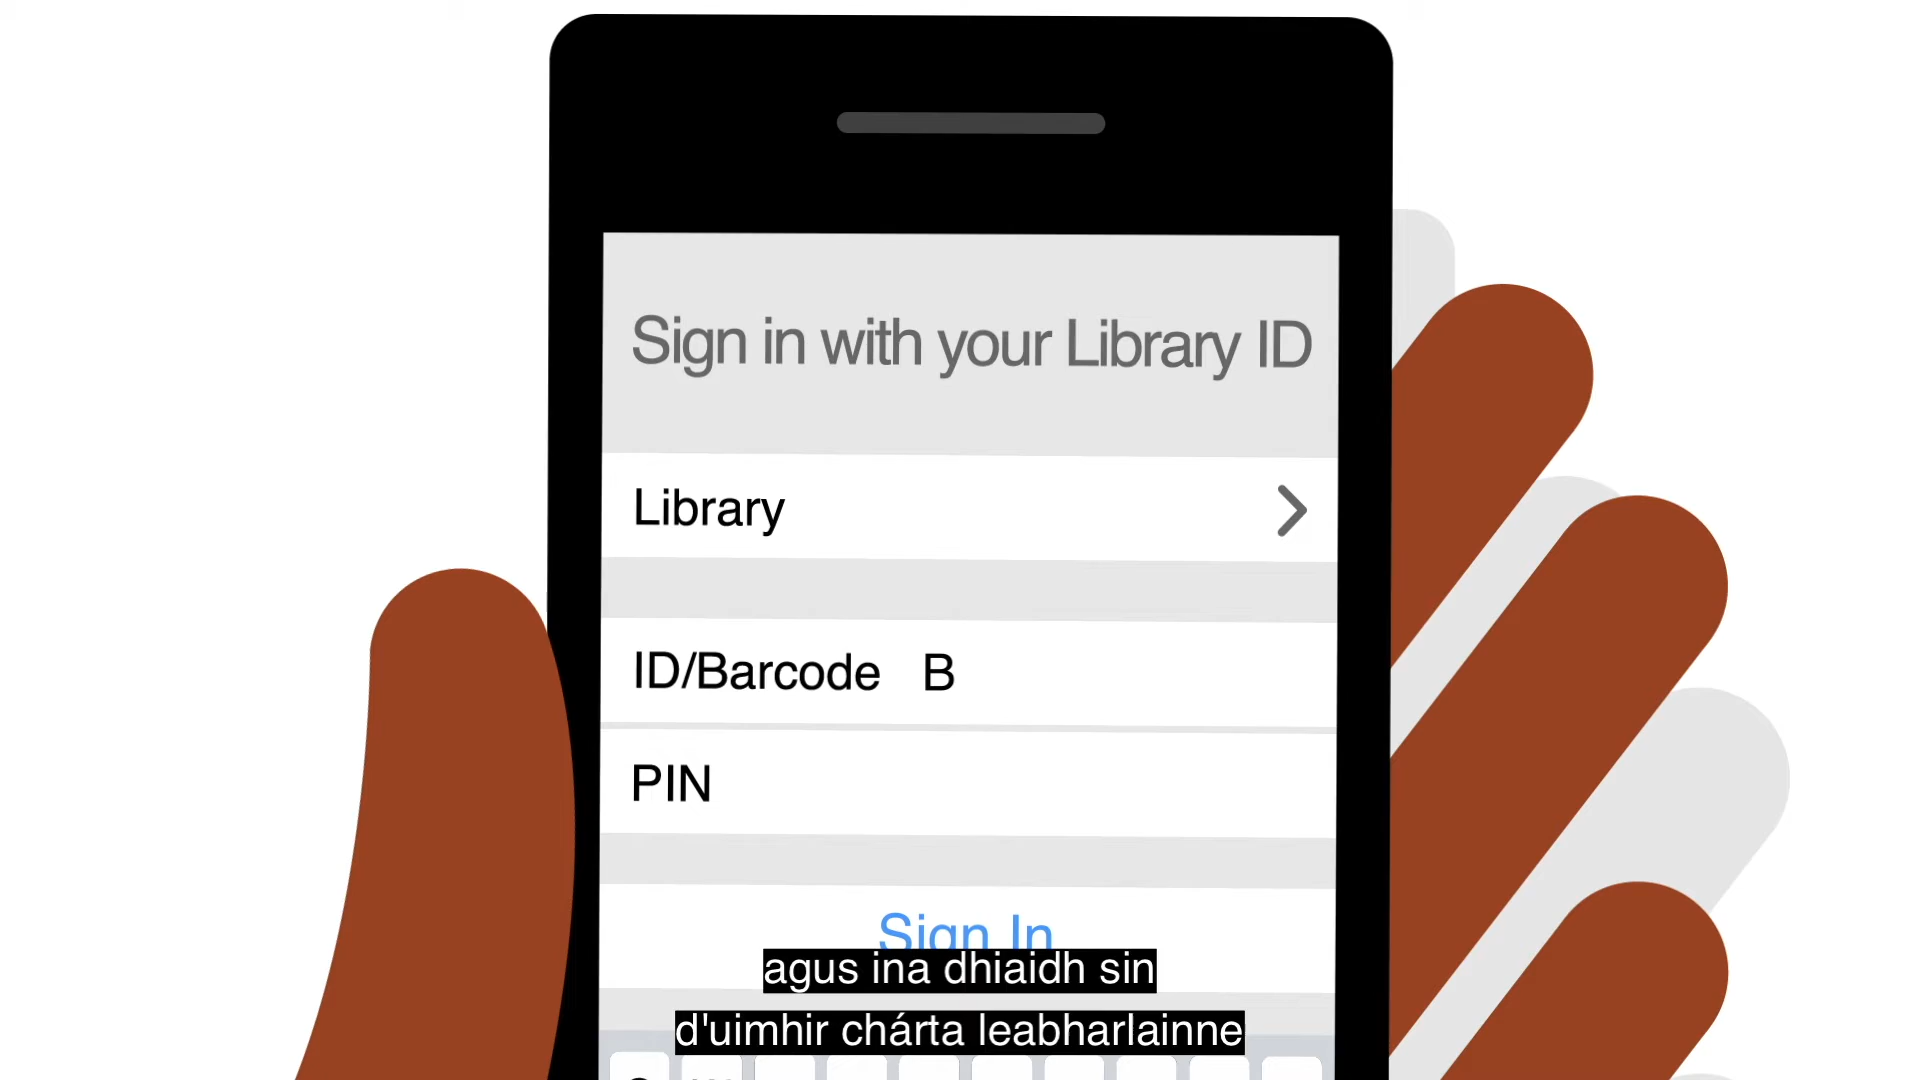 Sign in with your Library ID
Library
ID/Barcode B
PIN
Sign In
agus ina dhiaidh sin
d'uimhir chárta leabharlainne